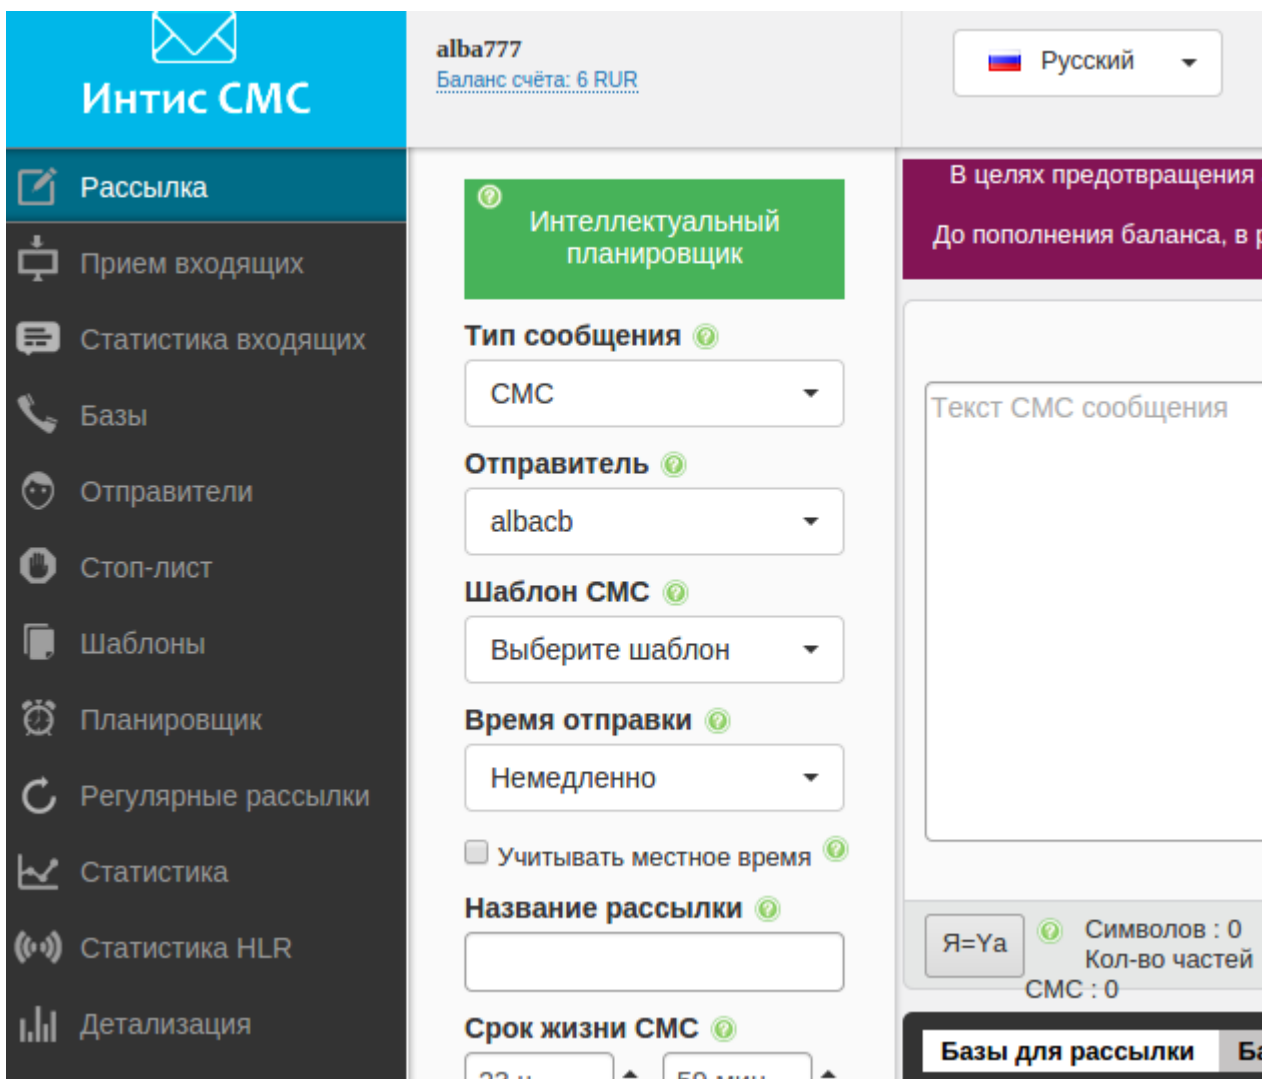 Интис СМС
alba777
Баланс счёта: 6 RUR
Русский
Рассылка
Прием входящих
Статистика входящих
Базы
Отправители
Стоп-лист
Шаблоны
Планировщик
Регулярные рассылки
Статистика
Статистика HLR
Детализация
Интеллектуальный
планировщик
Тип сообщения
СМС
Отправитель
albacb
Шаблон СМС
Выберите шаблон
Время отправки
Немедленно
Учитывать местное время
Название рассылки
Срок жизни СМС
В целях предотвращения
До пополнения баланса, в
Текст СМС сообщения
Я=Ya
Символов : 0
Кол-во частей
СМС : 0
Базы для рассылки